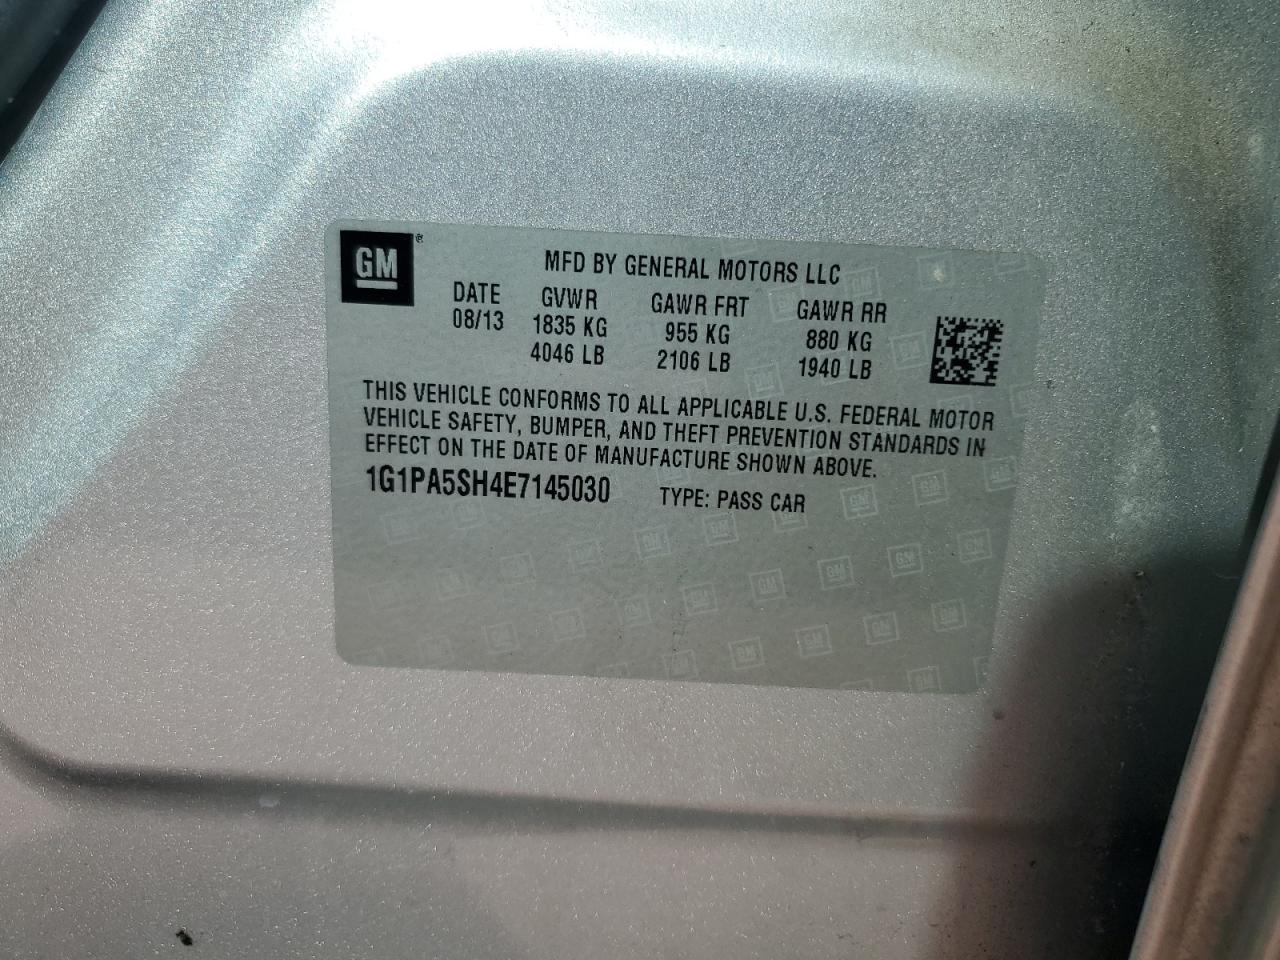 GM®
MFD BY GENERAL MOTORS LLC
DATE GVWR GAWR FRT GAWR RR
08/13 1835 KG 955 KG 880 KG
4046 LB 2106 LB 1940 LB
THIS VEHICLE CONFORMS TO ALL APPLICABLE U.S. FEDERAL MOTOR
VEHICLE SAFETY, BUMPER, AND THEFT PREVENTION STANDARDS IN
EFFECT ON THE DATE OF MANUFACTURE SHOWN ABOVE.
1G1PA5SH4E7145030 TYPE: PASS CAR